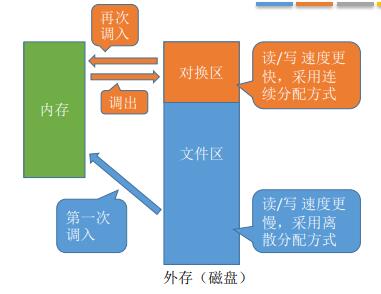 再次
调入
内存
调出
对换区
读/写 速度更
快，采用连
续分配方式
文件区
第一次
调入
读/写 速度更
慢，采用离
散分配方式
外存（磁盘）